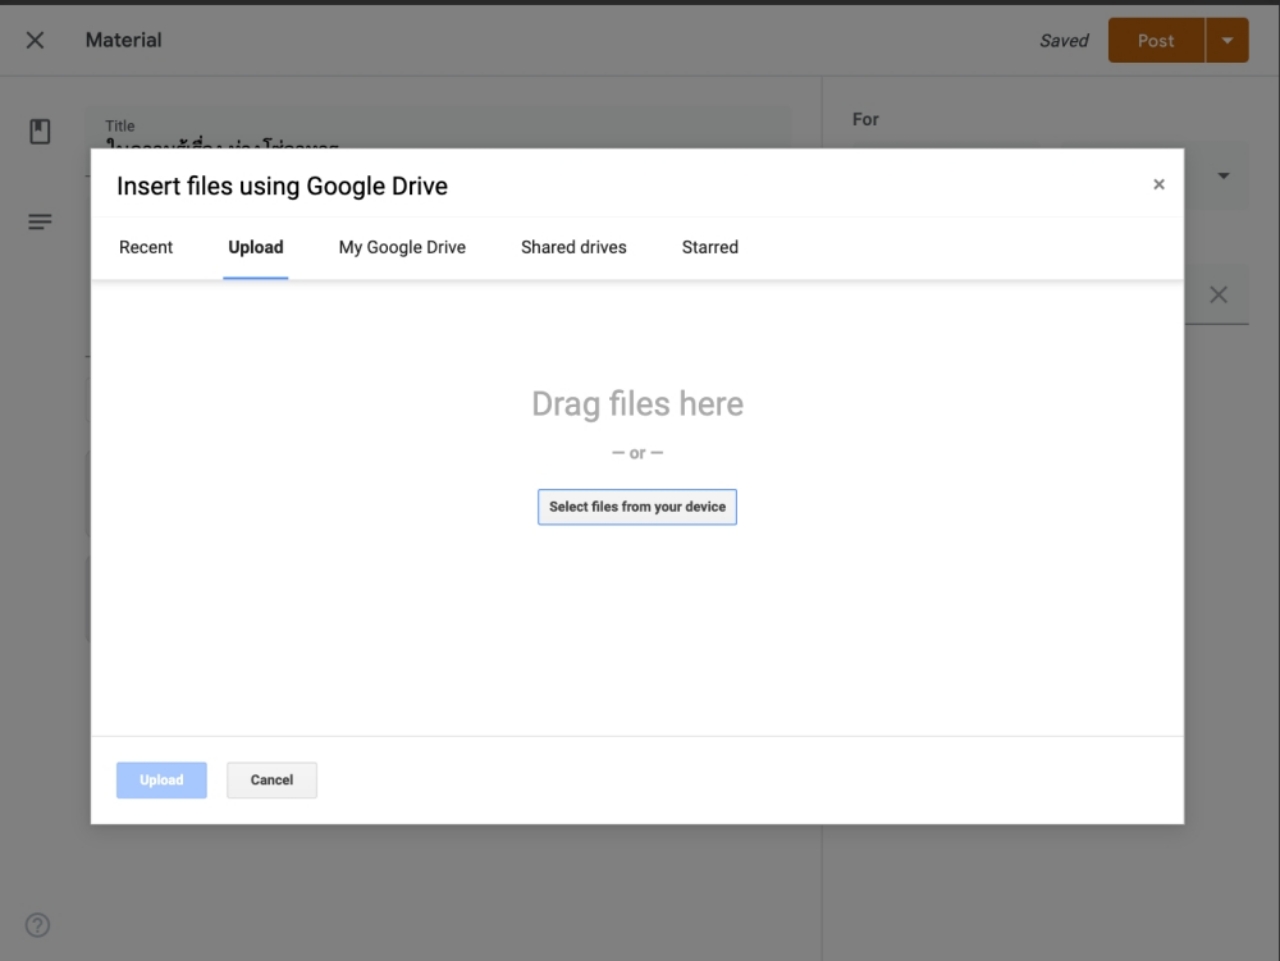 Material
Saved
Post
Title
For
Insert files using Google Drive
Recent
Upload
My Google Drive
Shared drives
Starred
Drag files here
— or —
Select files from your device
Upload
Cancel